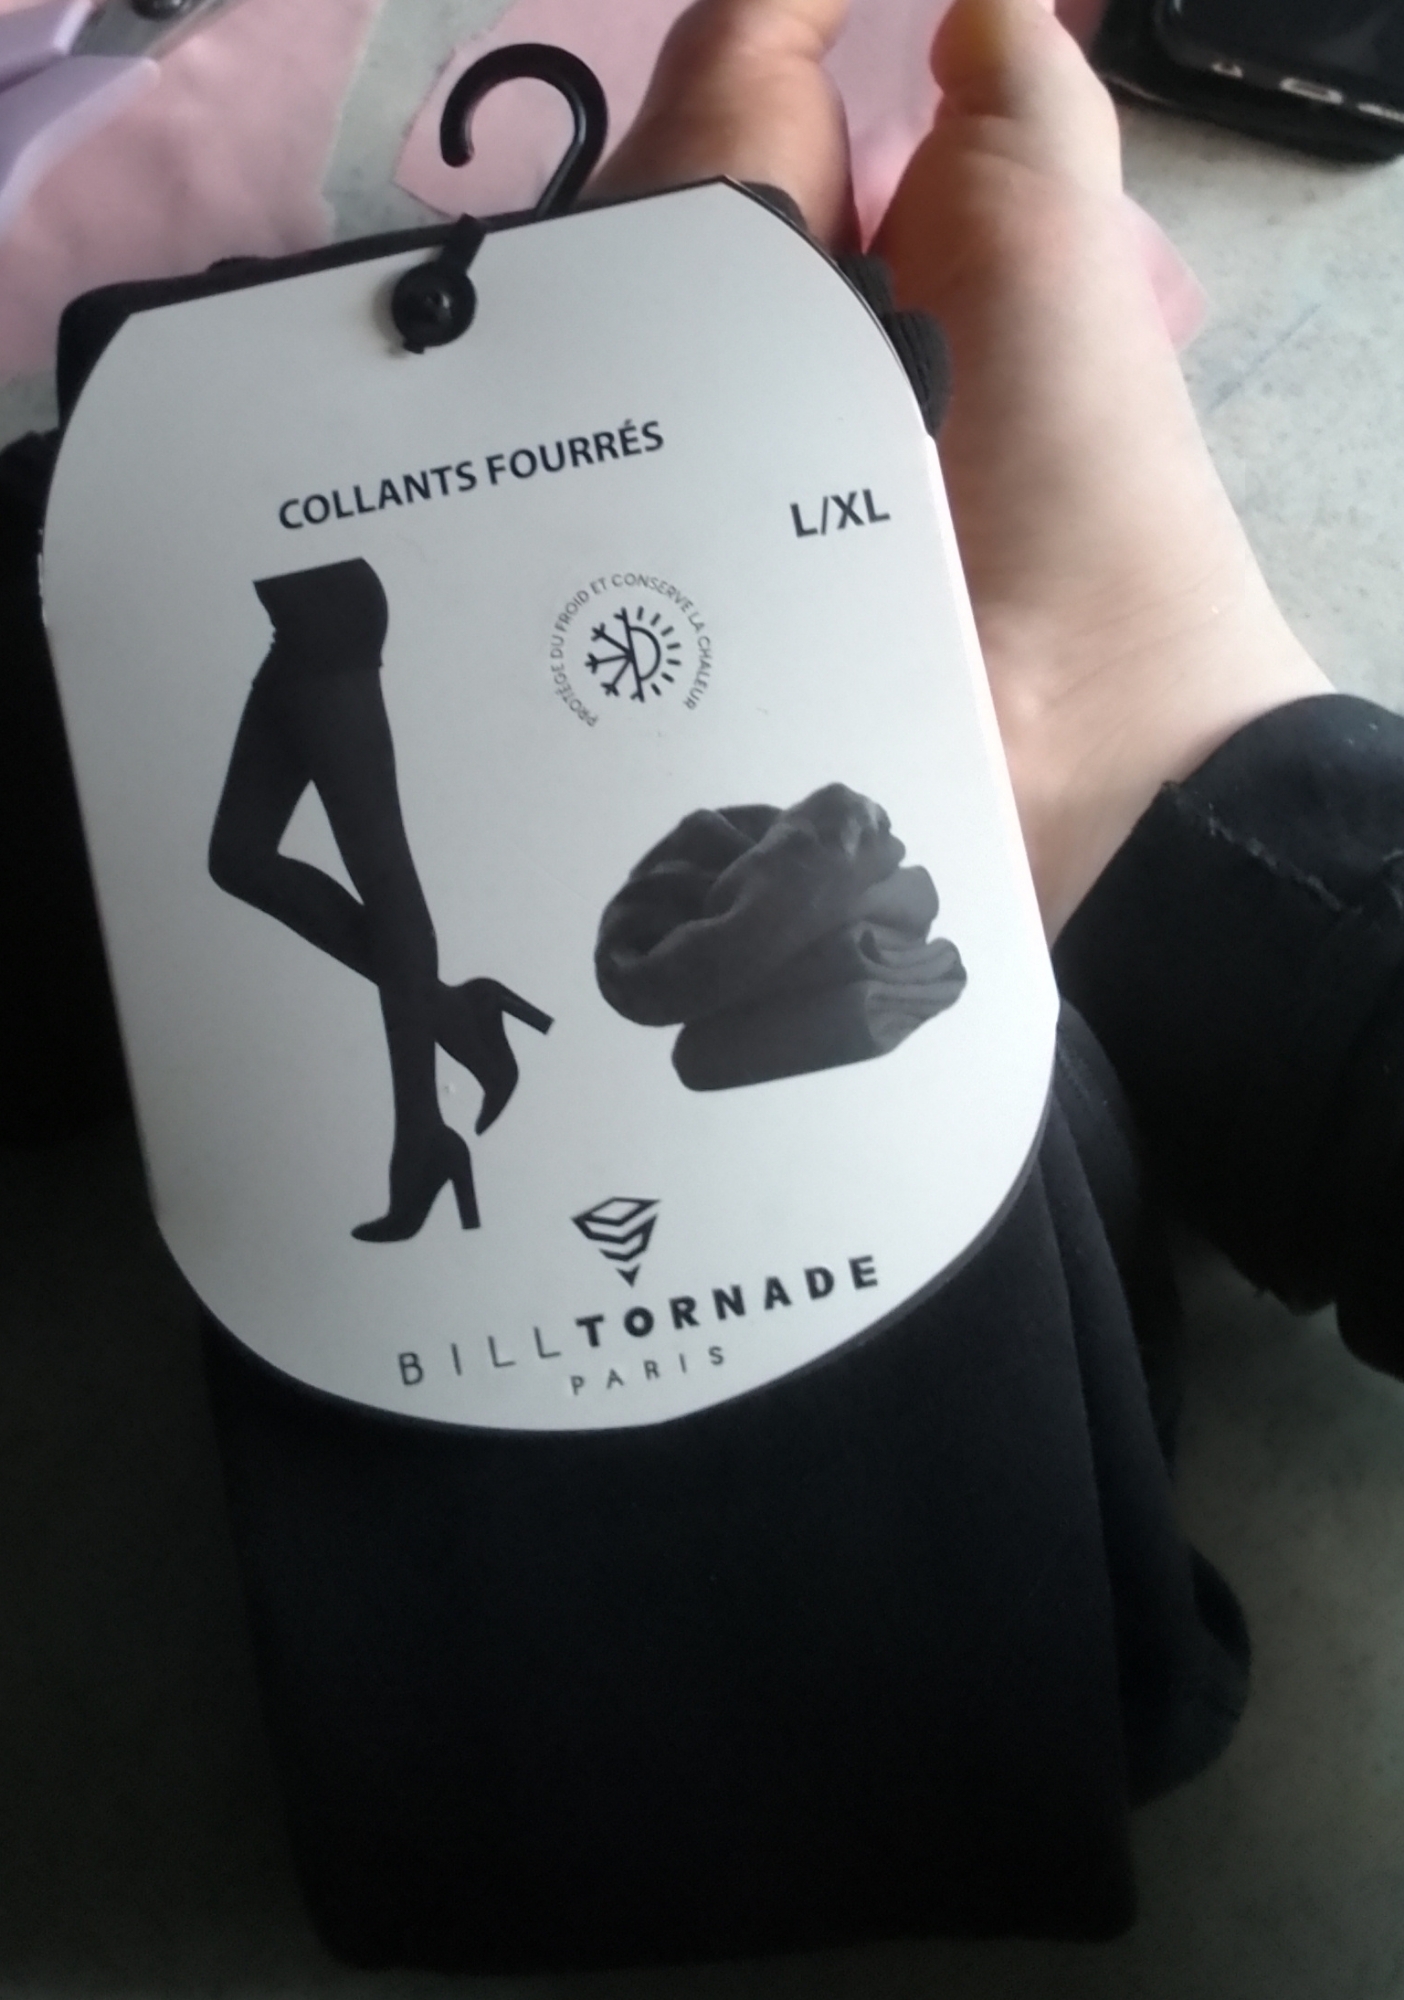 COLLANTS FOURRÉS
L/XL
PROTÈGE DU FROID ET CONSERVE LA CHALEUR
BILLTORNADE
PARIS